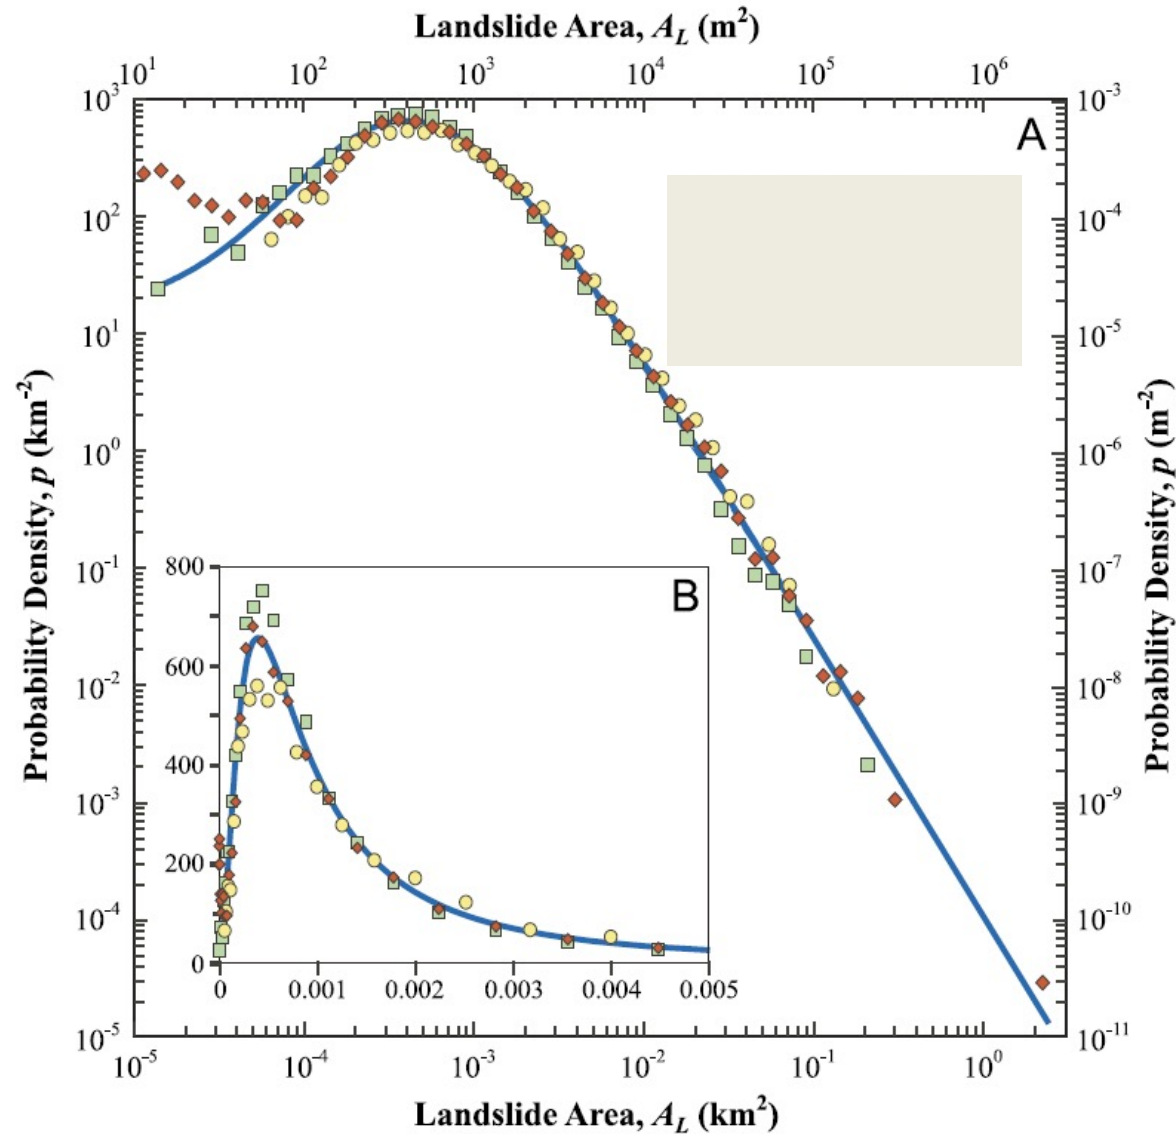 Landslide Area, A_L (m²)
10¹ 10² 10³ 10⁴ 10⁵ 10⁶
10³ 10⁻³
A
10² 10⁻⁴
10¹ 10⁻⁵
10⁰ 10⁻⁶
10⁻¹ 10⁻⁷
10⁻² 10⁻⁸
10⁻³ 10⁻⁹
10⁻⁴ 10⁻¹⁰
10⁻⁵ 10⁻¹¹
Probability Density, p (km⁻²)
Probability Density, p (m⁻²)
B
800
600
400
200
0
0 0.001 0.002 0.003 0.004 0.005
10⁻⁵ 10⁻⁴ 10⁻³ 10⁻² 10⁻¹ 10⁰
Landslide Area, A_L (km²)